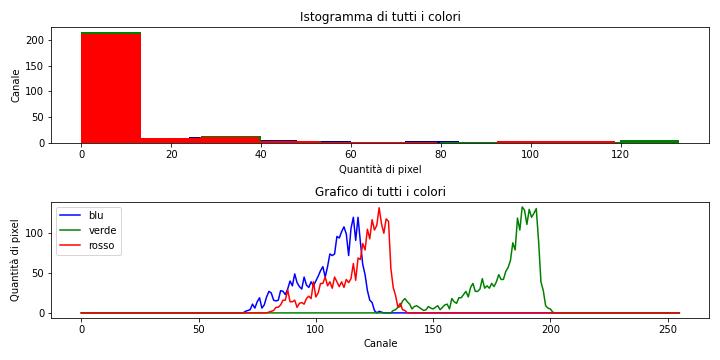 Istogramma di tutti i colori
200
150
100
50
0
Canale
0 20 40 60 80 100 120
Quantità di pixel
Grafico di tutti i colori
blu
verde
rosso
100
50
0
Quantità di pixel
0 50 100 150 200 250
Canale